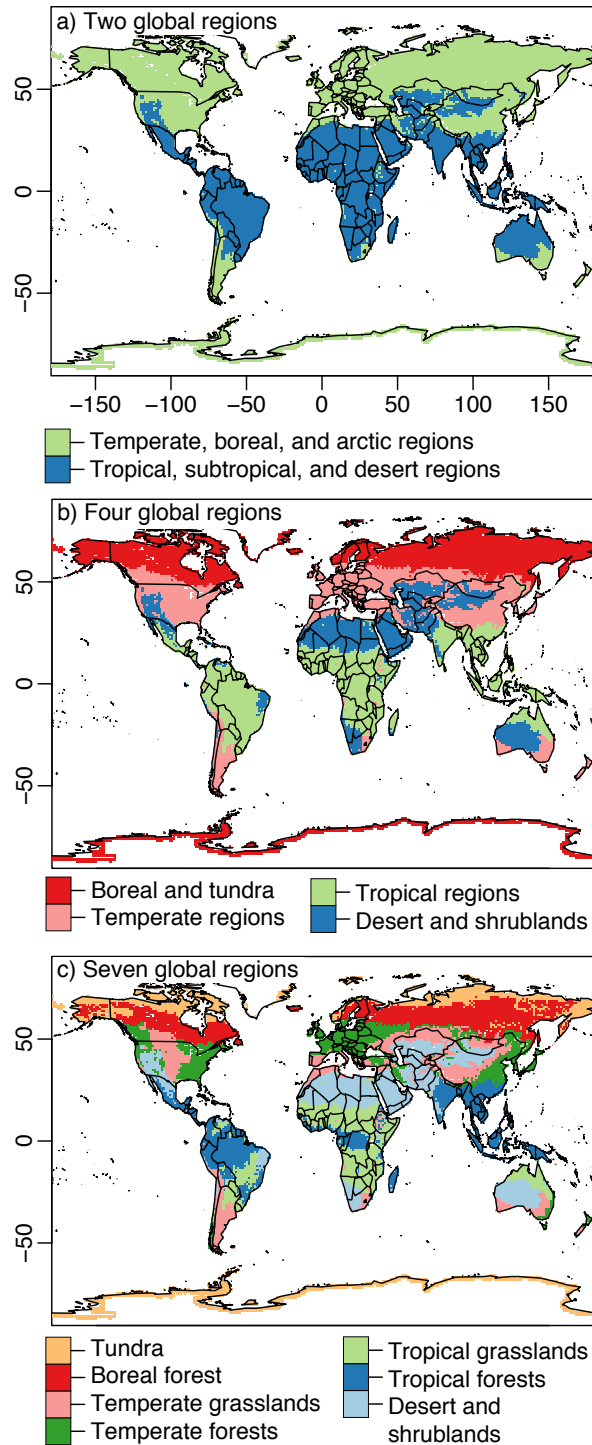 a) Two global regions
50
0
−50
−150 −100 −50 0 50 100 150
Temperate, boreal, and arctic regions
Tropical, subtropical, and desert regions
b) Four global regions
50
0
−50
Boreal and tundra
Temperate regions
Tropical regions
Desert and shrublands
c) Seven global regions
50
0
−50
Tundra
Boreal forest
Temperate grasslands
Temperate forests
Tropical grasslands
Tropical forests
Desert and
shrublands